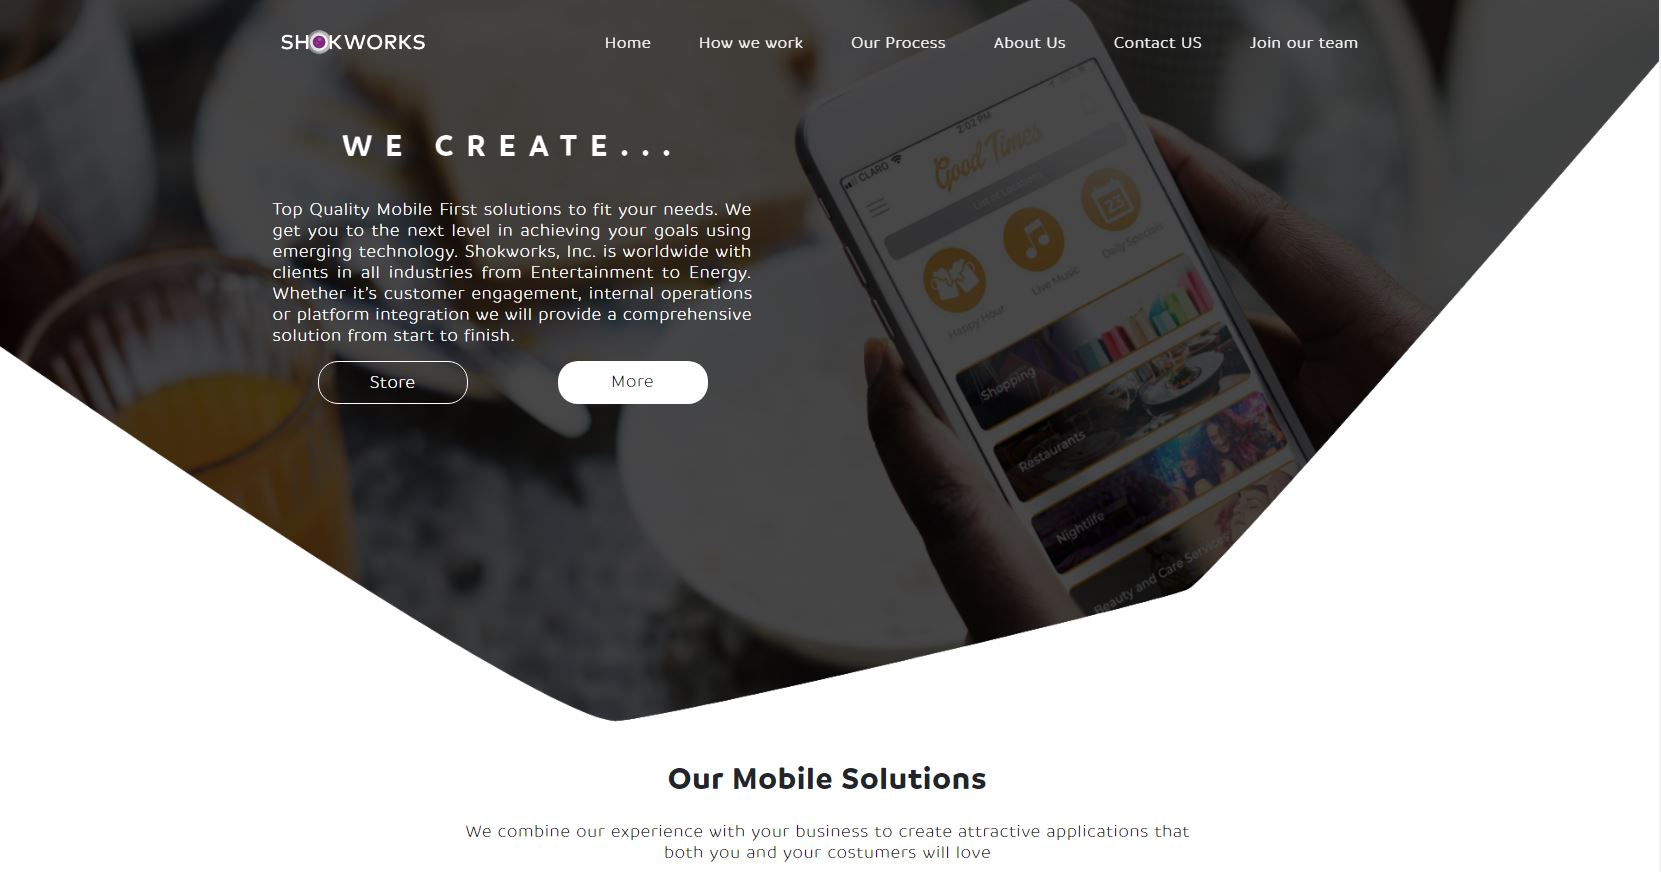 SHOKWORKS
Home How we work Our Process About Us Contact US Join our team
WE CREATE...
Top Quality Mobile First solutions to fit your needs. We
get you to the next level in achieving your goals using
emerging technology. Shokworks, Inc. is worldwide with
clients in all industries from Entertainment to Energy.
Whether it’s customer engagement, internal operations
or platform integration we will provide a comprehensive
solution from start to finish.
Store More
CLARO 2:02 PM
Good Times
List of Locations
23
Happy Hour
Live Music
Daily Specials
Shopping
Restaurants
Nightlife
Beauty and Care Services
Our Mobile Solutions
We combine our experience with your business to create attractive applications that
both you and your costumers will love